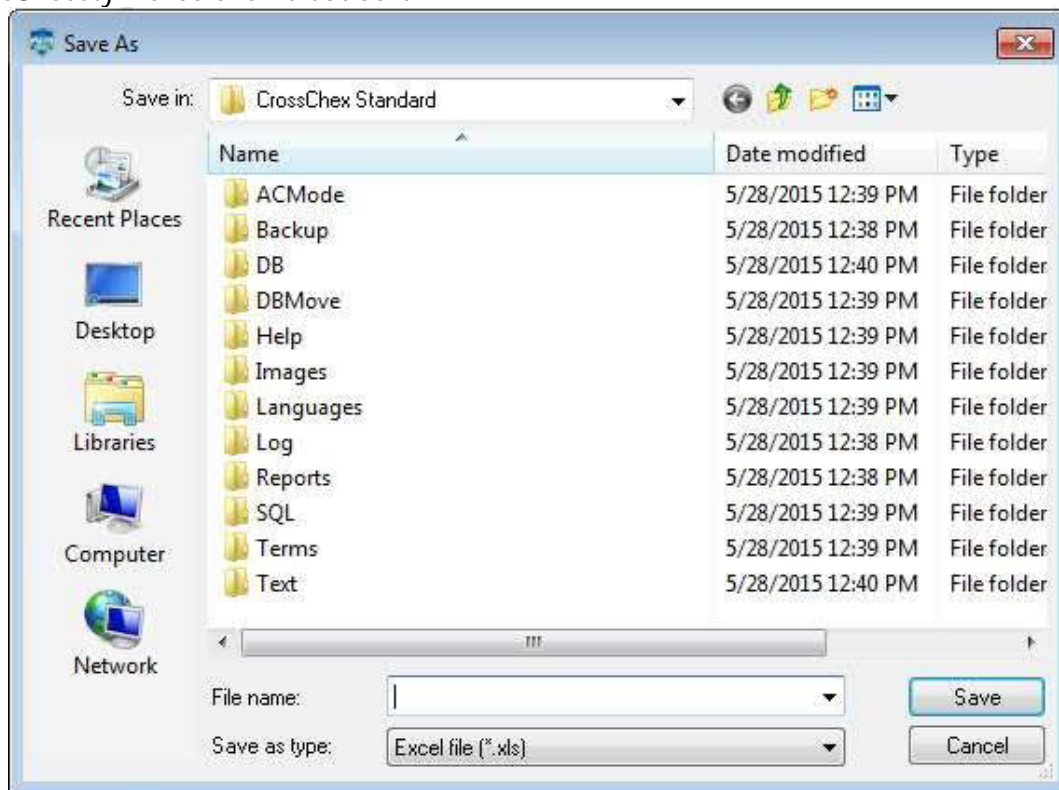 Save As
Save in: CrossChex Standard
Name Date modified Type
ACMode 5/28/2015 12:39 PM File folder
Backup 5/28/2015 12:38 PM File folder
DB 5/28/2015 12:40 PM File folder
DBMove 5/28/2015 12:39 PM File folder
Help 5/28/2015 12:39 PM File folder
Images 5/28/2015 12:39 PM File folder
Languages 5/28/2015 12:39 PM File folder
Log 5/28/2015 12:38 PM File folder
Reports 5/28/2015 12:38 PM File folder
SQL 5/28/2015 12:39 PM File folder
Terms 5/28/2015 12:39 PM File folder
Text 5/28/2015 12:40 PM File folder
Recent Places
Desktop
Libraries
Computer
Network
File name: Save
Save as type: Excel file (*.xls) Cancel